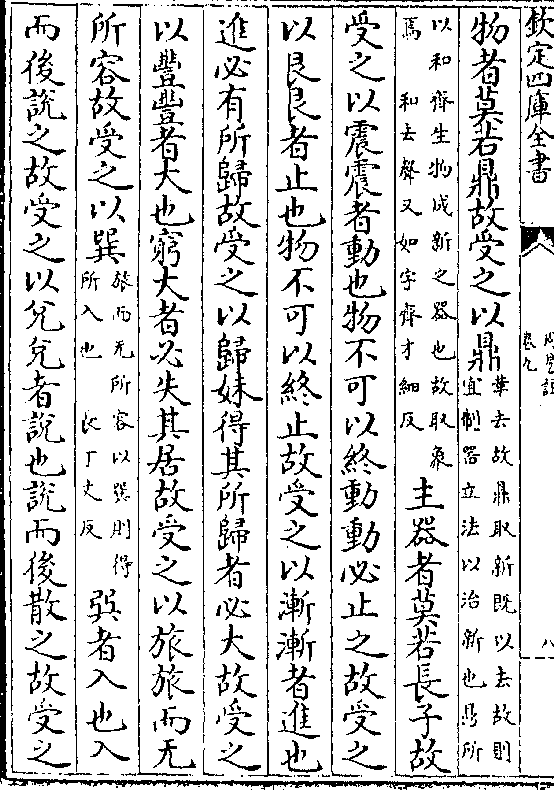 欽定四庫全書
卷九
八
物者莫若鼎故受之以鼎革去故鼎取新既以去故則
宜制器立法以治新也鼎所
以和齊生物成新之器也故取象
焉 和去聲又如字齊才細反
主器者莫若長子故
受之以震震者動也物不可以終動動必止之故受之
以艮艮者止也物不可以終止故受之以漸漸者進也
進必有所歸故受之以歸妹得其所歸者必大故受之
以豐豐者大也窮大者必失其居故受之以旅旅而无
所容故受之以巽旅而无所容以巽則得
所入也 長丁丈反
巽者入也入
而後說之故受之以兌兌者說也說而後散之故受之